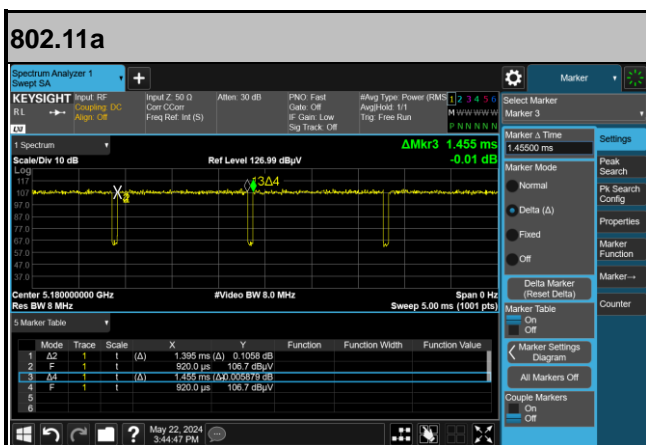 802.11a
Spectrum Analyzer 1
Swept SA
Marker
KEYSIGHT Input: RF
RL Coupling: DC
Align: Off
LXI
Input Z: 50 Ω
Corr CCorr
Freq Ref: Int (S)
Atten: 30 dB
PNO: Fast
Gate: Off
IF Gain: Low
Sig Track: Off
#Avg Type: Power (RMS
Avg|Hold: 1/1
Trig: Free Run
1 2 3 4 5 6
M W W W W W
P N N N N N
Select Marker
Marker 3
1 Spectrum
ΔMkr3 1.455 ms
-0.01 dB
Scale/Div 10 dB
Ref Level 126.99 dBµV
Log
117
107
97.0
87.0
77.0
67.0
57.0
47.0
37.0
3Δ4
Center 5.180000000 GHz
#Video BW 8.0 MHz
Span 0 Hz
Res BW 8 MHz
Sweep 5.00 ms (1001 pts)
5 Marker Table
Mode Trace Scale X Y Function Function Width Function Value
1 Δ2 1 t (Δ) 1.395 ms (Δ) 0.1058 dB
2 F 1 t 920.0 µs 106.7 dBµV
3 Δ4 1 t (Δ) 1.455 ms (Δ) -0.005879 dB
4 F 1 t 920.0 µs 106.7 dBµV
5
6
Marker Δ Time
1.45500 ms
Marker Mode
Normal
Delta (Δ)
Fixed
Off
Delta Marker
(Reset Delta)
Marker Table
On
Off
Marker Settings
Diagram
All Markers Off
Couple Markers
On
Off
Settings
Peak
Search
Pk Search
Config
Properties
Marker
Function
Marker→
Counter
May 22, 2024
3:44:47 PM